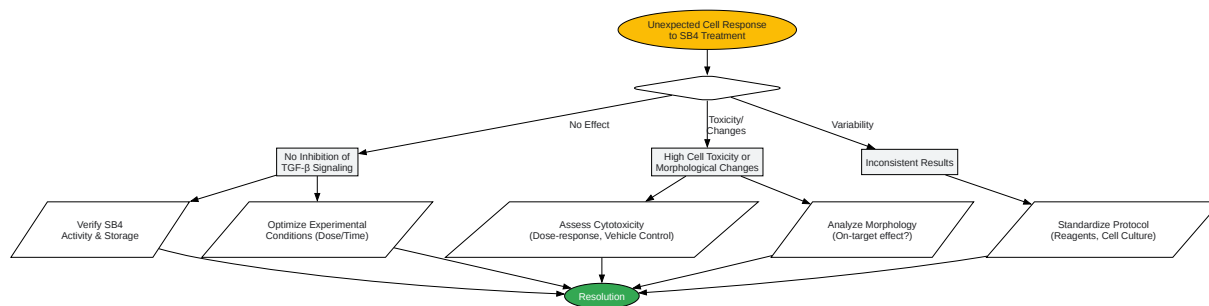 Unexpected Cell Response
to SB4 Treatment
No Effect
Toxicity/
Changes
Variability
No Inhibition of
TGF-β Signaling
High Cell Toxicity or
Morphological Changes
Inconsistent Results
Verify SB4
Activity & Storage
Optimize Experimental
Conditions (Dose/Time)
Assess Cytotoxicity
(Dose-response, Vehicle Control)
Analyze Morphology
(On-target effect?)
Standardize Protocol
(Reagents, Cell Culture)
Resolution